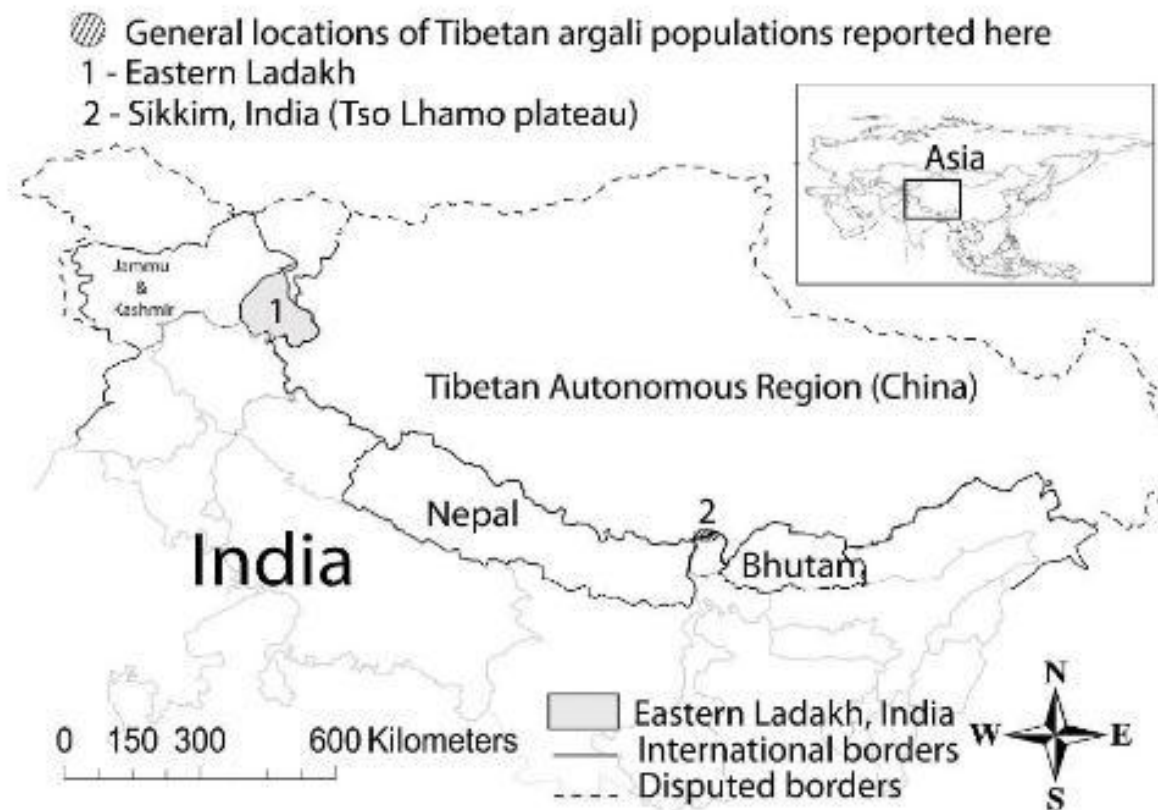 General locations of Tibetan argali populations reported here
1 - Eastern Ladakh
2 - Sikkim, India (Tso Lhamo plateau)
Asia
Jammu
&
Kashmir
1
Tibetan Autonomous Region (China)
Nepal
2
Bhutan
India
N
W E
S
Eastern Ladakh, India
International borders
Disputed borders
0 150 300 600 Kilometers